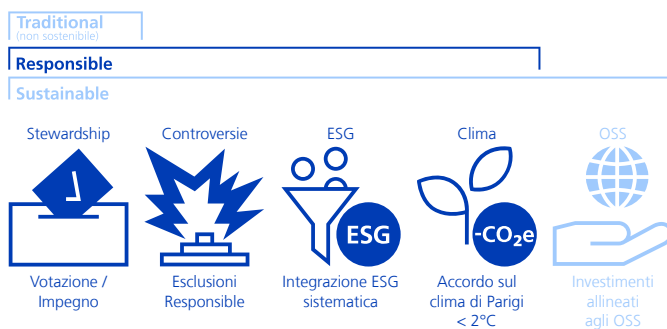 Traditional
(non sostenibile)
Responsible
Sustainable
Stewardship
Controversie
ESG
Clima
OSS
ESG
-CO₂e
Votazione /
Impegno
Esclusioni
Responsible
Integrazione ESG
sistematica
Accordo sul
clima di Parigi
< 2°C
Investimenti
allineati
agli OSS